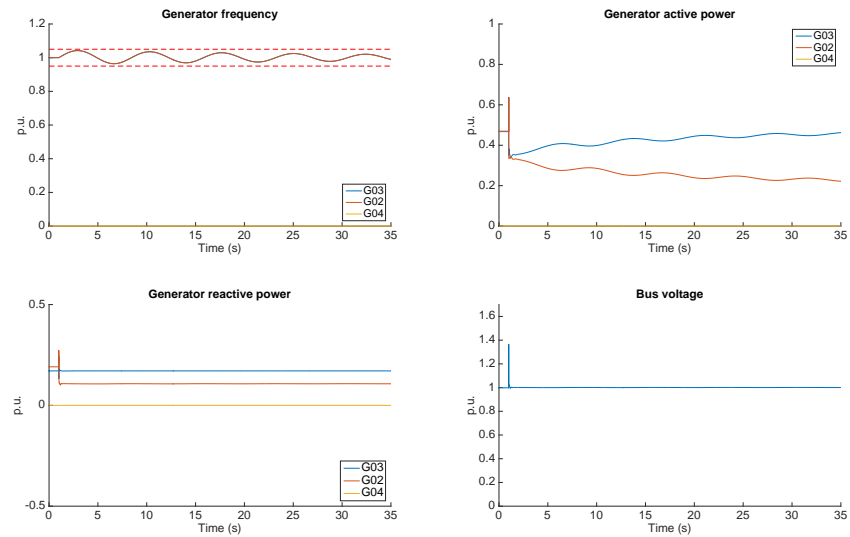 Generator frequency
1.2
1
0.8
p.u.
0.6
0.4
0.2
0
G03
G02
G04
0 5 10 15 20 25 30 35
Time (s)
Generator active power
1
0.8
0.6
p.u.
0.4
0.2
0
G03
G02
G04
0 5 10 15 20 25 30 35
Time (s)
Generator reactive power
0.5
p.u.
0
-0.5
G03
G02
G04
0 5 10 15 20 25 30 35
Time (s)
Bus voltage
1.6
1.4
1.2
1
p.u.
0.8
0.6
0.4
0.2
0
0 5 10 15 20 25 30 35
Time (s)